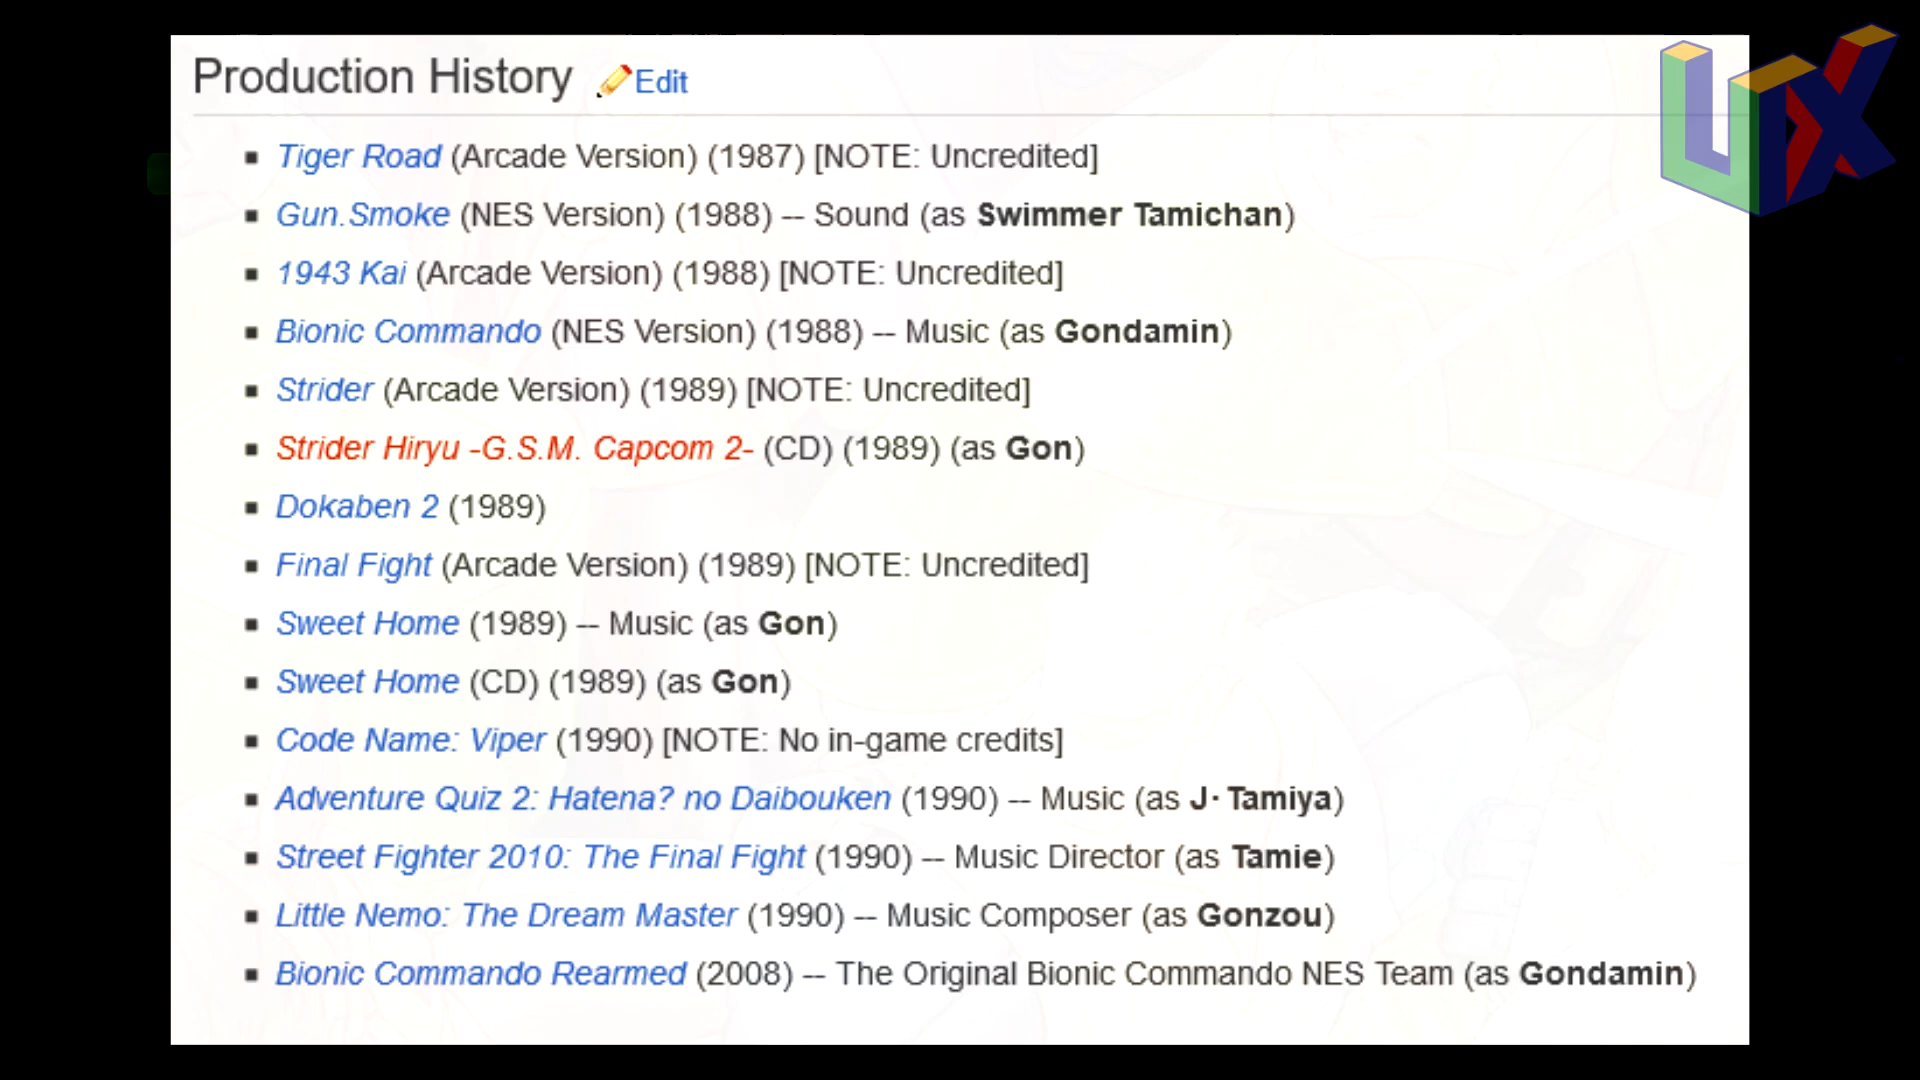 Production History Edit
Tiger Road (Arcade Version) (1987) [NOTE: Uncredited]
Gun.Smoke (NES Version) (1988) -- Sound (as Swimmer Tamichan)
1943 Kai (Arcade Version) (1988) [NOTE: Uncredited]
Bionic Commando (NES Version) (1988) -- Music (as Gondamin)
Strider (Arcade Version) (1989) [NOTE: Uncredited]
Strider Hiryu -G.S.M. Capcom 2- (CD) (1989) (as Gon)
Dokaben 2 (1989)
Final Fight (Arcade Version) (1989) [NOTE: Uncredited]
Sweet Home (1989) -- Music (as Gon)
Sweet Home (CD) (1989) (as Gon)
Code Name: Viper (1990) [NOTE: No in-game credits]
Adventure Quiz 2: Hatena? no Daibouken (1990) -- Music (as J· Tamiya)
Street Fighter 2010: The Final Fight (1990) -- Music Director (as Tamie)
Little Nemo: The Dream Master (1990) -- Music Composer (as Gonzou)
Bionic Commando Rearmed (2008) -- The Original Bionic Commando NES Team (as Gondamin)